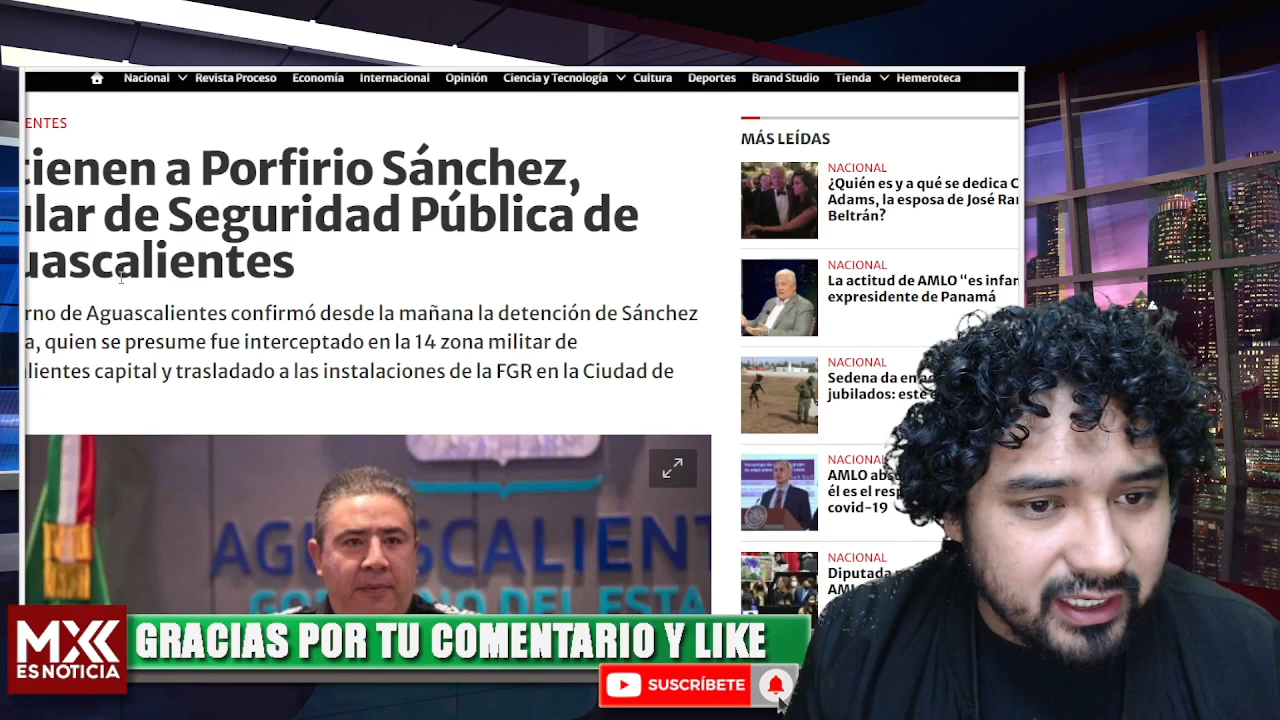 Nacional
Revista Proceso
Economía
Internacional
Opinión
Ciencia y Tecnología
Cultura
Deportes
Brand Studio
Tienda
Hemeroteca
ENTES
tienen a Porfirio Sánchez,
ular de Seguridad Pública de
uascalientes
rno de Aguascalientes confirmó desde la mañana la detención de Sánchez
a, quien se presume fue interceptado en la 14 zona militar de
lientes capital y trasladado a las instalaciones de la FGR en la Ciudad de
AGUASCALIENT
GOBIERNO DEL ESTA
MÁS LEÍDAS
NACIONAL
¿Quién es y a qué se dedica C
Adams, la esposa de José Ra
Beltrán?
NACIONAL
La actitud de AMLO “es infan
expresidente de Panamá
NACIONAL
Sedena da en
jubilados: este
NACIONAL
AMLO abs
él es el resp
covid-19
NACIONAL
Diputada
AML
MX
ES NOTICIA
GRACIAS POR TU COMENTARIO Y LIKE
SUSCRÍBETE